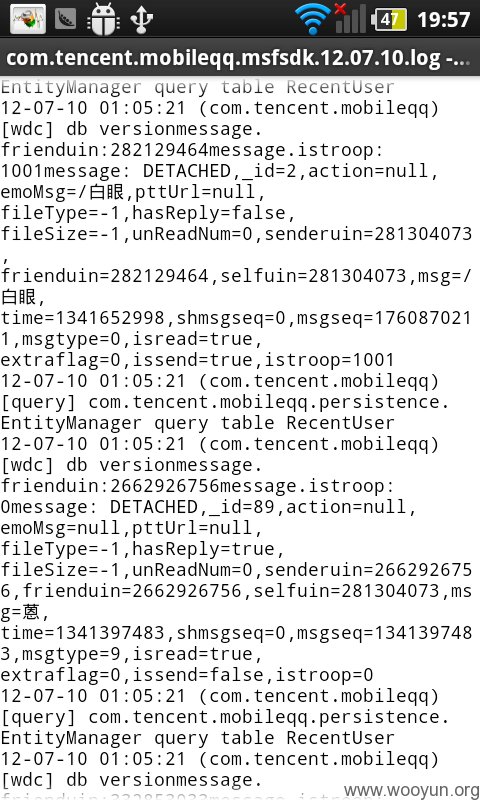 47 19:57
com.tencent.mobileqq.msfsdk.12.07.10.log -...
EntityManager query table RecentUser
12-07-10 01:05:21 (com.tencent.mobileqq)
[wdc] db versionmessage.
frienduin:282129464message.istroop:
1001message: DETACHED,_id=2,action=null,
emoMsg=/白眼,pttUrl=null,
fileType=-1,hasReply=false,
fileSize=-1,unReadNum=0,senderuin=281304073
,
frienduin=282129464,selfuin=281304073,msg=/
白眼,
time=1341652998,shmsgseq=0,msgseq=176087021
1,msgtype=0,isread=true,
extraflag=0,issend=true,istroop=1001
12-07-10 01:05:21 (com.tencent.mobileqq)
[query] com.tencent.mobileqq.persistence.
EntityManager query table RecentUser
12-07-10 01:05:21 (com.tencent.mobileqq)
[wdc] db versionmessage.
frienduin:2662926756message.istroop:
0message: DETACHED,_id=89,action=null,
emoMsg=null,pttUrl=null,
fileType=-1,hasReply=true,
fileSize=-1,unReadNum=0,senderuin=266292675
6,frienduin=2662926756,selfuin=281304073,ms
g=蒽,
time=1341397483,shmsgseq=0,msgseq=134139748
3,msgtype=9,isread=true,
extraflag=0,issend=false,istroop=0
12-07-10 01:05:21 (com.tencent.mobileqq)
[query] com.tencent.mobileqq.persistence.
EntityManager query table RecentUser
12-07-10 01:05:21 (com.tencent.mobileqq)
[wdc] db versionmessage.
www.wooyun.org